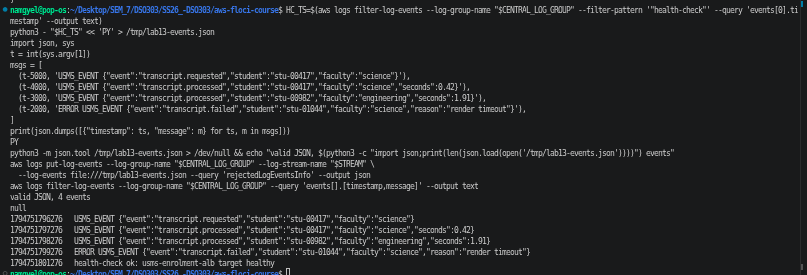 namgyel@pop-os:~/Desktop/SEM_7/DSO303/SS26_-DSO303/aws-floci-course$ HC_TS=$(aws logs filter-log-events --log-group-name "$CENTRAL_LOG_GROUP" --filter-pattern '"health-check"' --query 'events[0].ti
mestamp' --output text)
python3 - "$HC_TS" << 'PY' > /tmp/lab13-events.json
import json, sys
t = int(sys.argv[1])
msgs = [
(t-5000, 'USMS_EVENT {"event":"transcript.requested","student":"stu-00417","faculty":"science"}'),
(t-4000, 'USMS_EVENT {"event":"transcript.processed","student":"stu-00417","faculty":"science","seconds":0.42}'),
(t-3000, 'USMS_EVENT {"event":"transcript.processed","student":"stu-00982","faculty":"engineering","seconds":1.91}'),
(t-2000, 'ERROR USMS_EVENT {"event":"transcript.failed","student":"stu-01044","faculty":"science","reason":"render timeout"}'),
]
print(json.dumps([{"timestamp": ts, "message": m} for ts, m in msgs]))
PY
python3 -m json.tool /tmp/lab13-events.json > /dev/null && echo "valid JSON, $(python3 -c "import json;print(len(json.load(open('/tmp/lab13-events.json'))))") events"
aws logs put-log-events --log-group-name "$CENTRAL_LOG_GROUP" --log-stream-name "$STREAM" \
--log-events file:///tmp/lab13-events.json --query 'rejectedLogEventsInfo' --output json
aws logs filter-log-events --log-group-name "$CENTRAL_LOG_GROUP" --query 'events[].[timestamp,message]' --output text
valid JSON, 4 events
null
1794751796276 USMS_EVENT {"event":"transcript.requested","student":"stu-00417","faculty":"science"}
1794751797276 USMS_EVENT {"event":"transcript.processed","student":"stu-00417","faculty":"science","seconds":0.42}
1794751798276 USMS_EVENT {"event":"transcript.processed","student":"stu-00982","faculty":"engineering","seconds":1.91}
1794751799276 ERROR USMS_EVENT {"event":"transcript.failed","student":"stu-01044","faculty":"science","reason":"render timeout"}
1794751801276 health-check ok: usms-enrolment-alb target healthy
namgyel@pop-os:~/Desktop/SEM_7/DSO303/SS26_-DSO303/aws-floci-course$